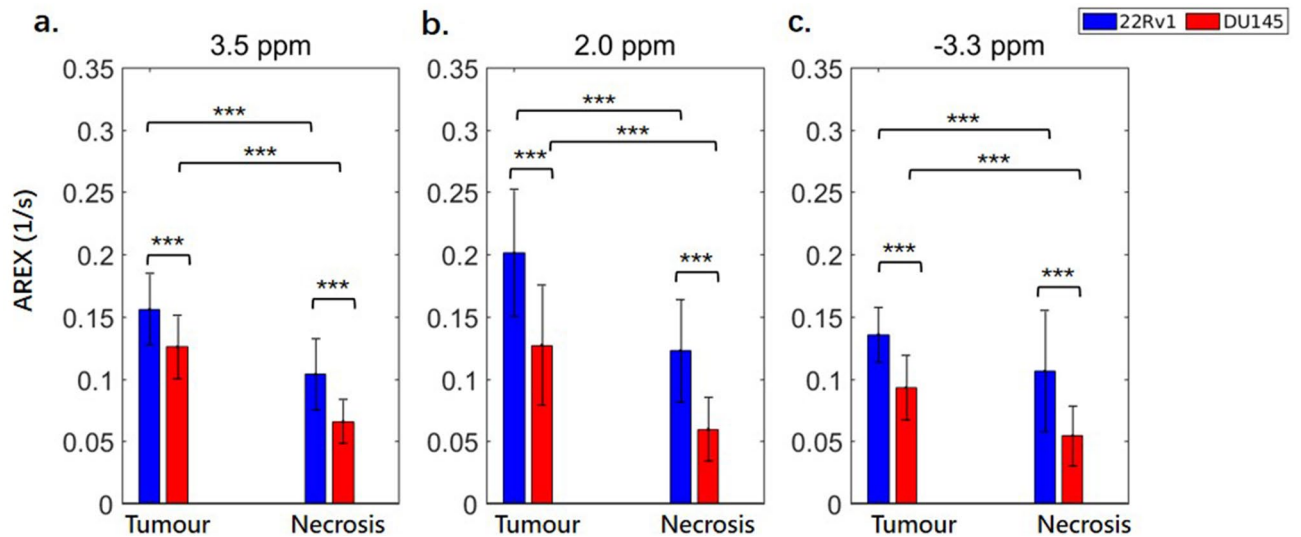 a.
3.5 ppm
b.
2.0 ppm
c.
-3.3 ppm
22Rv1
DU145
AREX (1/s)
0.35
0.3
0.25
0.2
0.15
0.1
0.05
0
***
***
***
***
Tumour
Necrosis
0.35
0.3
0.25
0.2
0.15
0.1
0.05
0
***
***
***
***
Tumour
Necrosis
0.35
0.3
0.25
0.2
0.15
0.1
0.05
0
***
***
***
***
Tumour
Necrosis